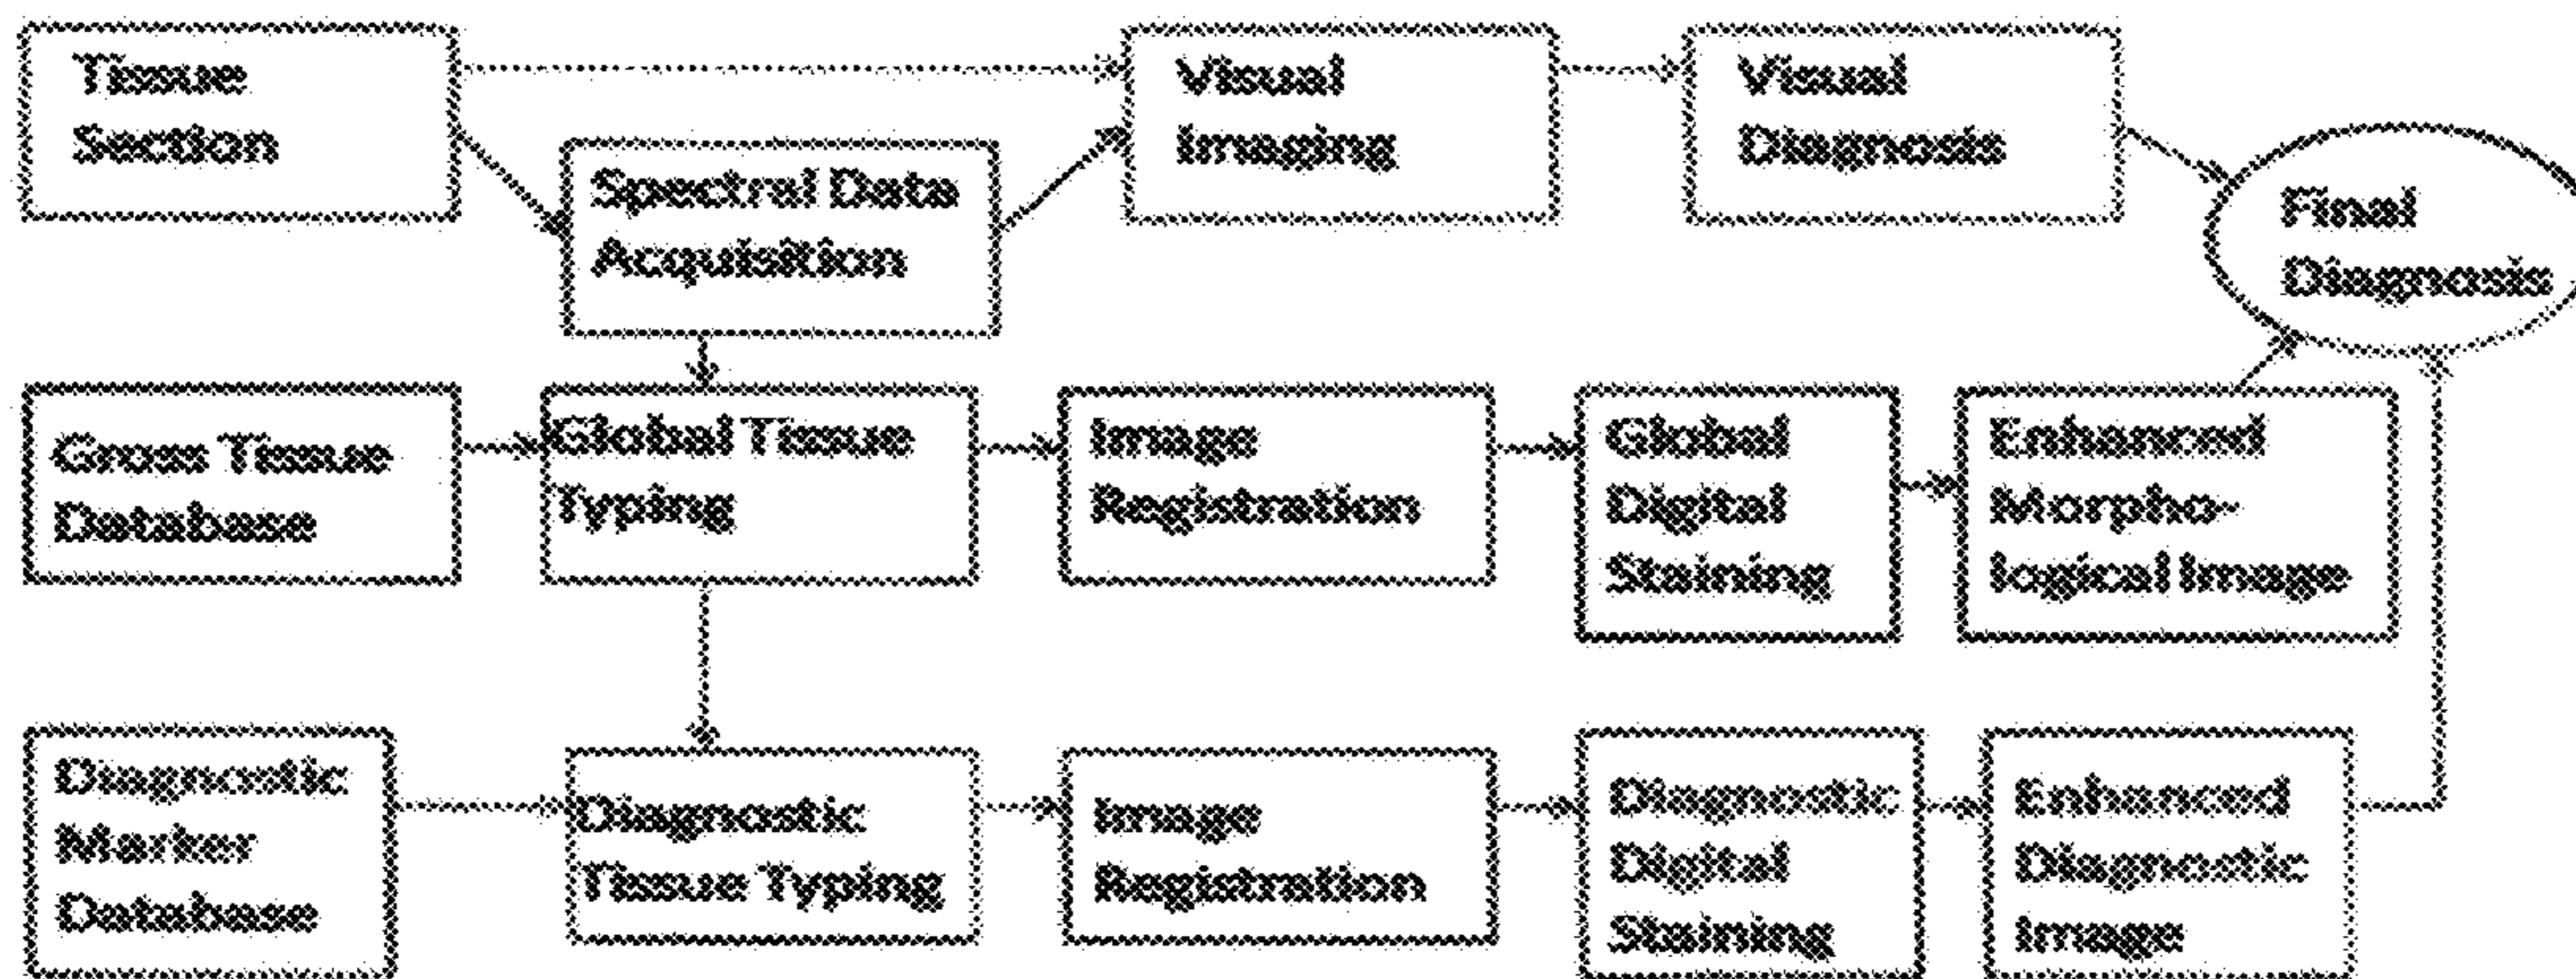 Tissue
Section
Spectral Data
Acquisition
Visual
Imaging
Visual
Diagnosis
Final
Diagnosis
Gross Tissue
Database
Global Tissue
Typing
Image
Registration
Global
Digital
Staining
Enhanced
Morpho-
logical Image
Diagnostic
Marker
Database
Diagnostic
Tissue Typing
Image
Registration
Diagnostic
Digital
Staining
Enhanced
Diagnostic
Image